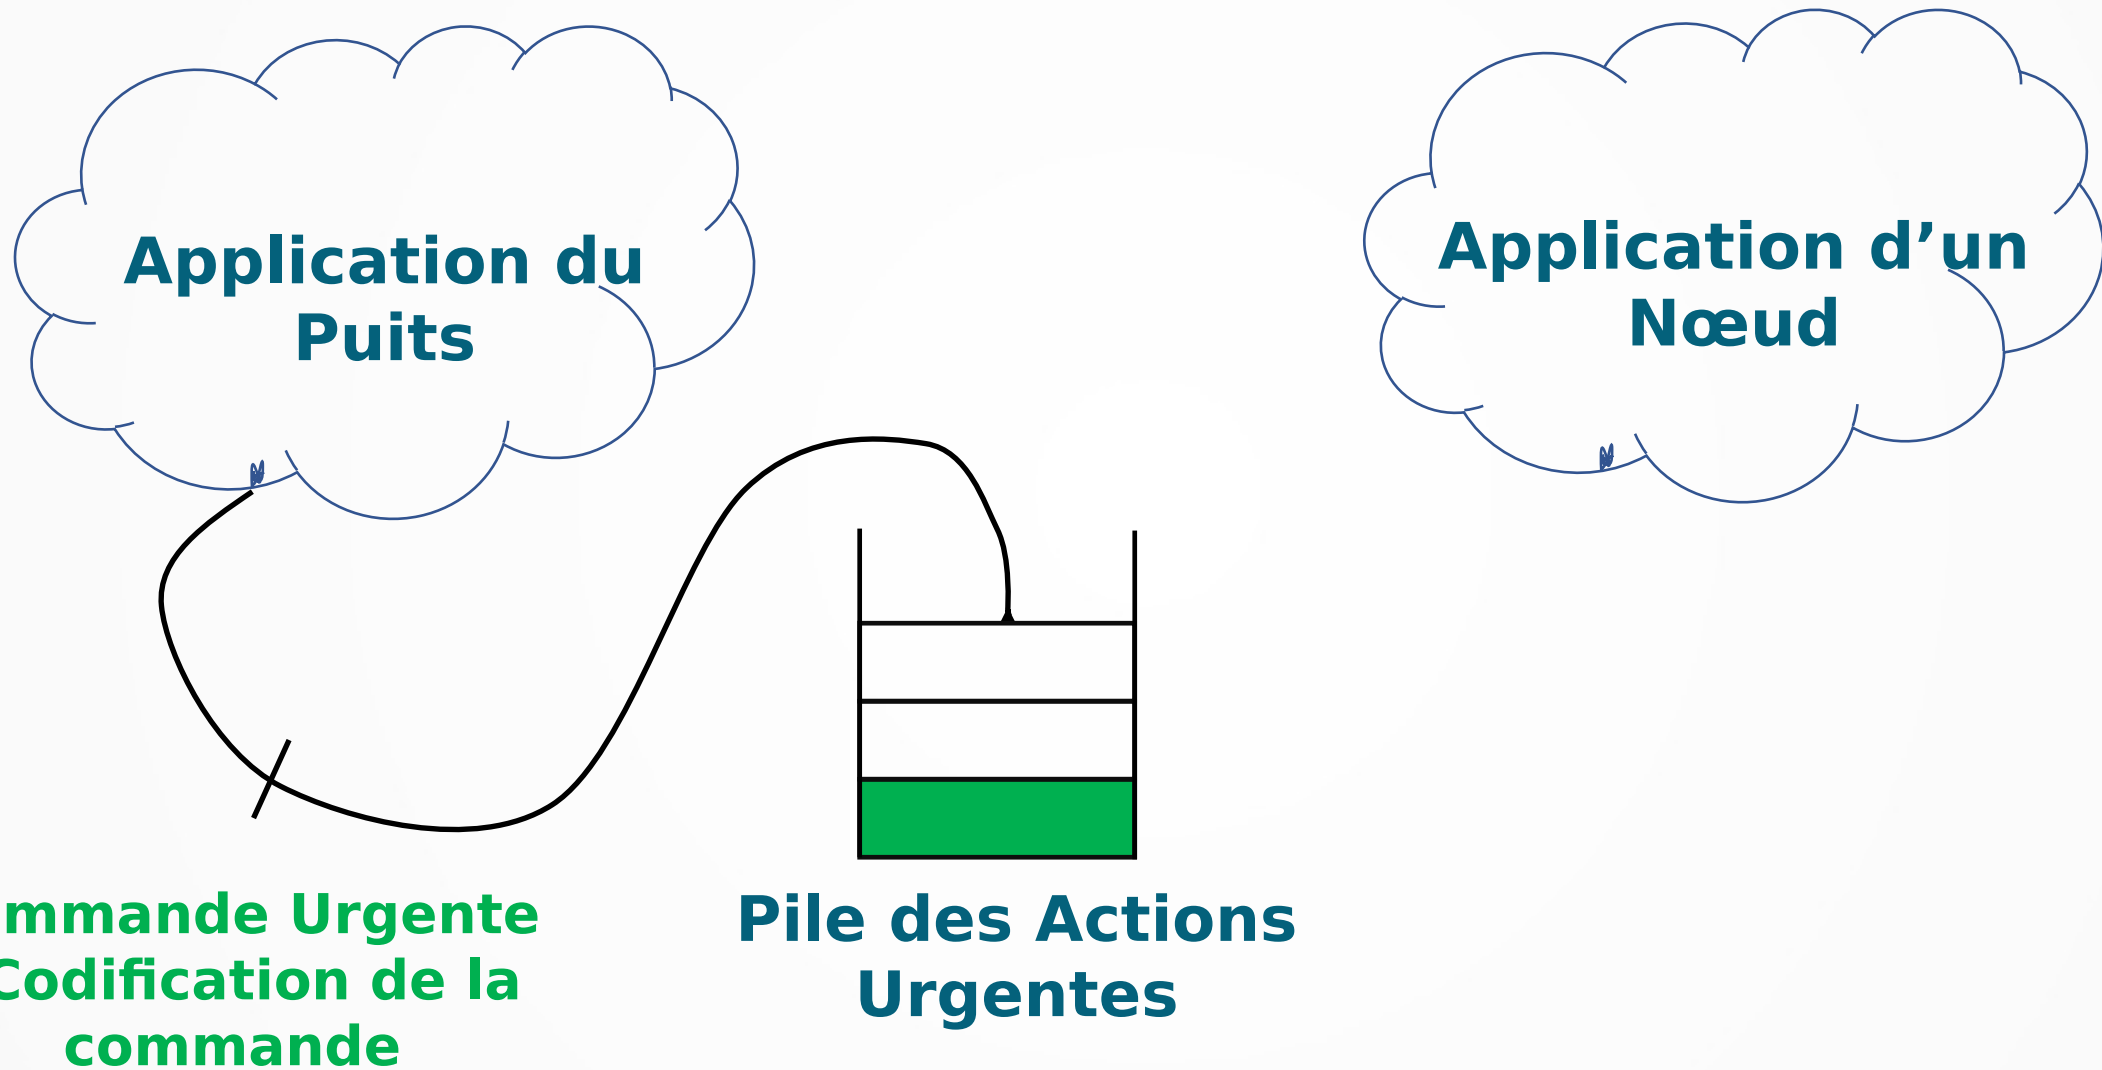 Application du
Puits
Application d’un
Nœud
mmande Urgente
Codification de la
commande
Pile des Actions
Urgentes